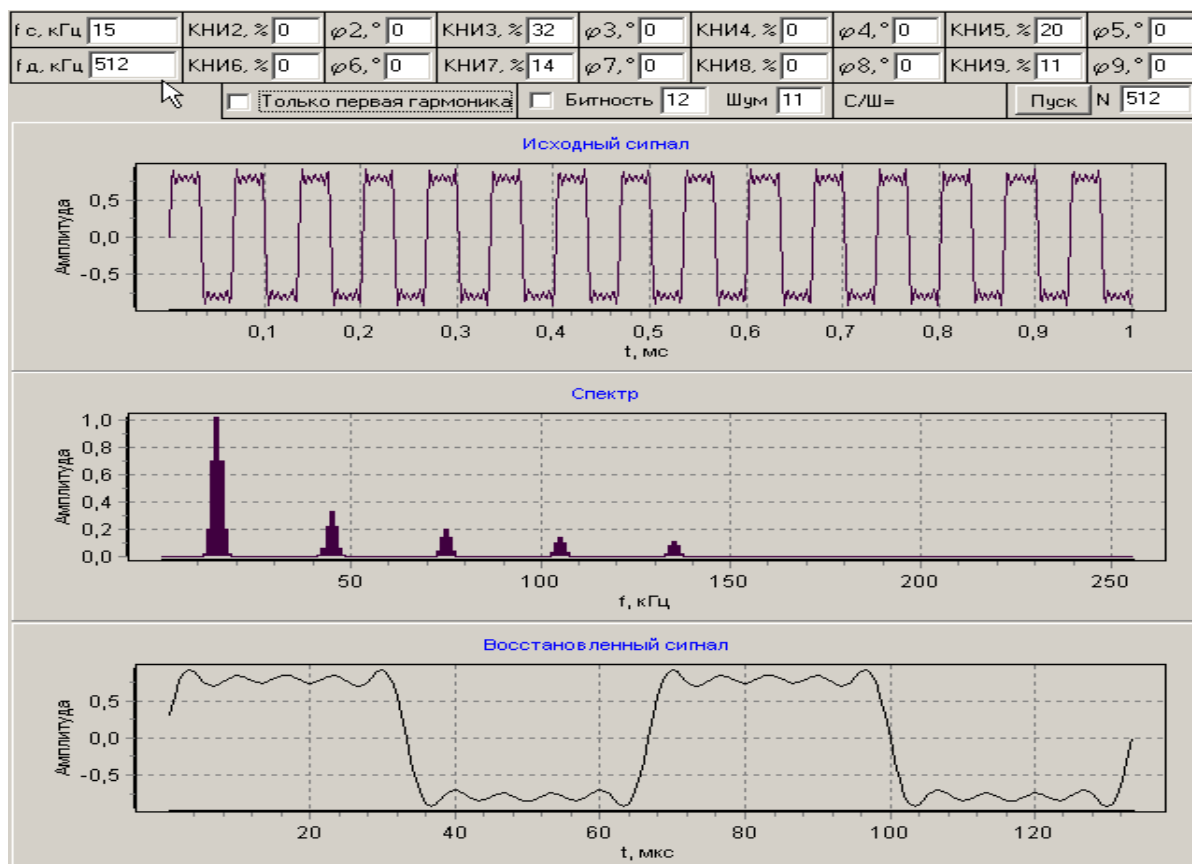 f с, кГц 15 КНИ2, % 0 φ2,° 0 КНИ3, % 32 φ3,° 0 КНИ4, % 0 φ4,° 0 КНИ5, % 20 φ5,° 0
f д, кГц 512 КНИ6, % 0 φ6,° 0 КНИ7, % 14 φ7,° 0 КНИ8, % 0 φ8,° 0 КНИ9, % 11 φ9,° 0
Только первая гармоника Битность 12 Шум 11 С/Ш= Пуск N 512
Исходный сигнал
Амплитуда
0,5
0,0
-0,5
0,1 0,2 0,3 0,4 0,5 0,6 0,7 0,8 0,9 1
t, мс
Спектр
Амплитуда
1,0
0,8
0,6
0,4
0,2
0,0
50 100 150 200 250
f, кГц
Восстановленный сигнал
Амплитуда
0,5
0,0
-0,5
20 40 60 80 100 120
t, мкс